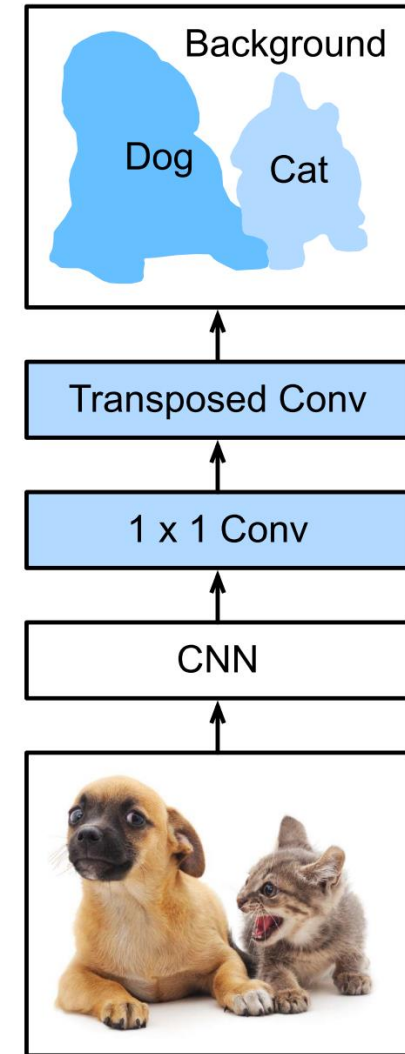 Background
Dog
Cat
Transposed Conv
1 x 1 Conv
CNN